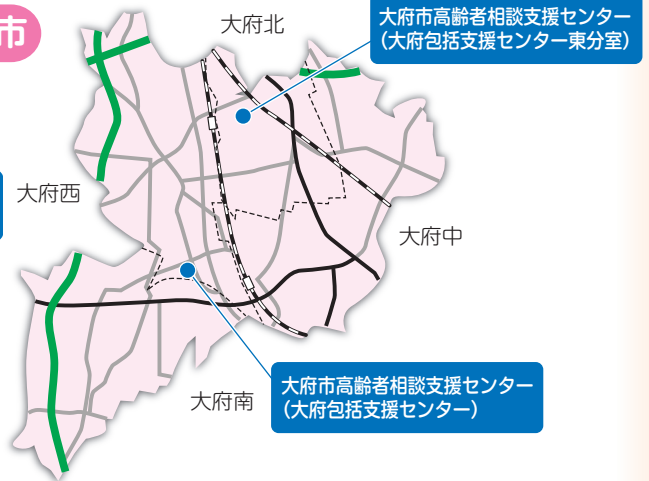 市
大府北
大府市高齢者相談支援センター
(大府包括支援センター東分室)
大府西
大府中
大府南
大府市高齢者相談支援センター
(大府包括支援センター)